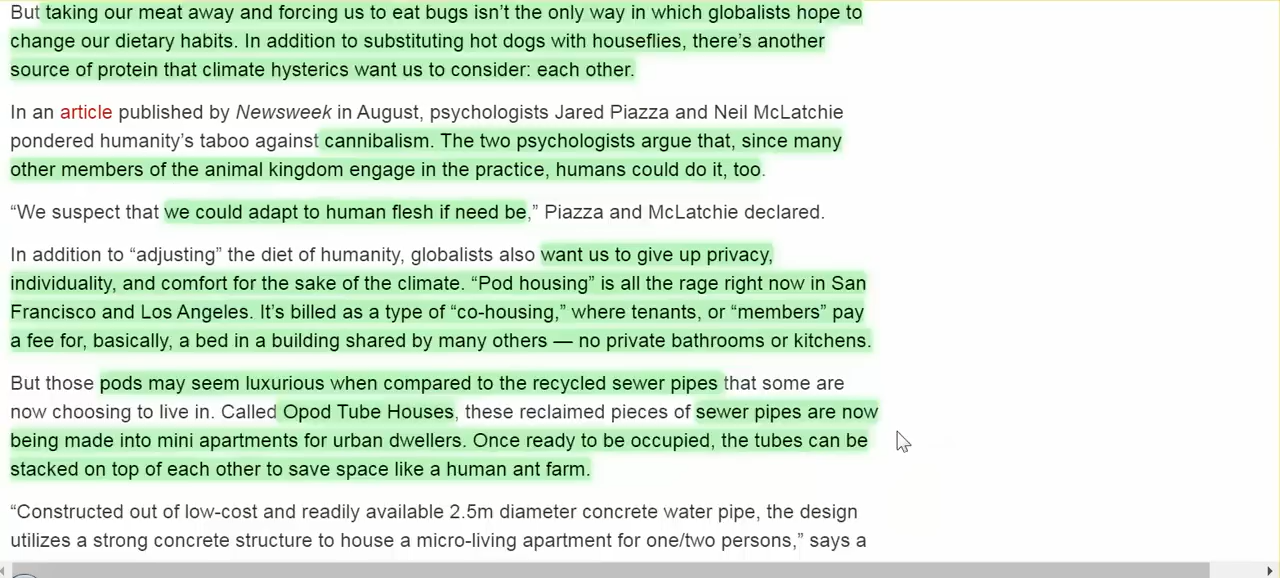 But taking our meat away and forcing us to eat bugs isn’t the only way in which globalists hope to
change our dietary habits. In addition to substituting hot dogs with houseflies, there’s another
source of protein that climate hysterics want us to consider: each other.
In an article published by Newsweek in August, psychologists Jared Piazza and Neil McLatchie
pondered humanity’s taboo against cannibalism. The two psychologists argue that, since many
other members of the animal kingdom engage in the practice, humans could do it, too.
“We suspect that we could adapt to human flesh if need be,” Piazza and McLatchie declared.
In addition to “adjusting” the diet of humanity, globalists also want us to give up privacy,
individuality, and comfort for the sake of the climate. “Pod housing” is all the rage right now in San
Francisco and Los Angeles. It’s billed as a type of “co-housing,” where tenants, or “members” pay
a fee for, basically, a bed in a building shared by many others — no private bathrooms or kitchens.
But those pods may seem luxurious when compared to the recycled sewer pipes that some are
now choosing to live in. Called Opod Tube Houses, these reclaimed pieces of sewer pipes are now
being made into mini apartments for urban dwellers. Once ready to be occupied, the tubes can be
stacked on top of each other to save space like a human ant farm.
“Constructed out of low-cost and readily available 2.5m diameter concrete water pipe, the design
utilizes a strong concrete structure to house a micro-living apartment for one/two persons,” says a